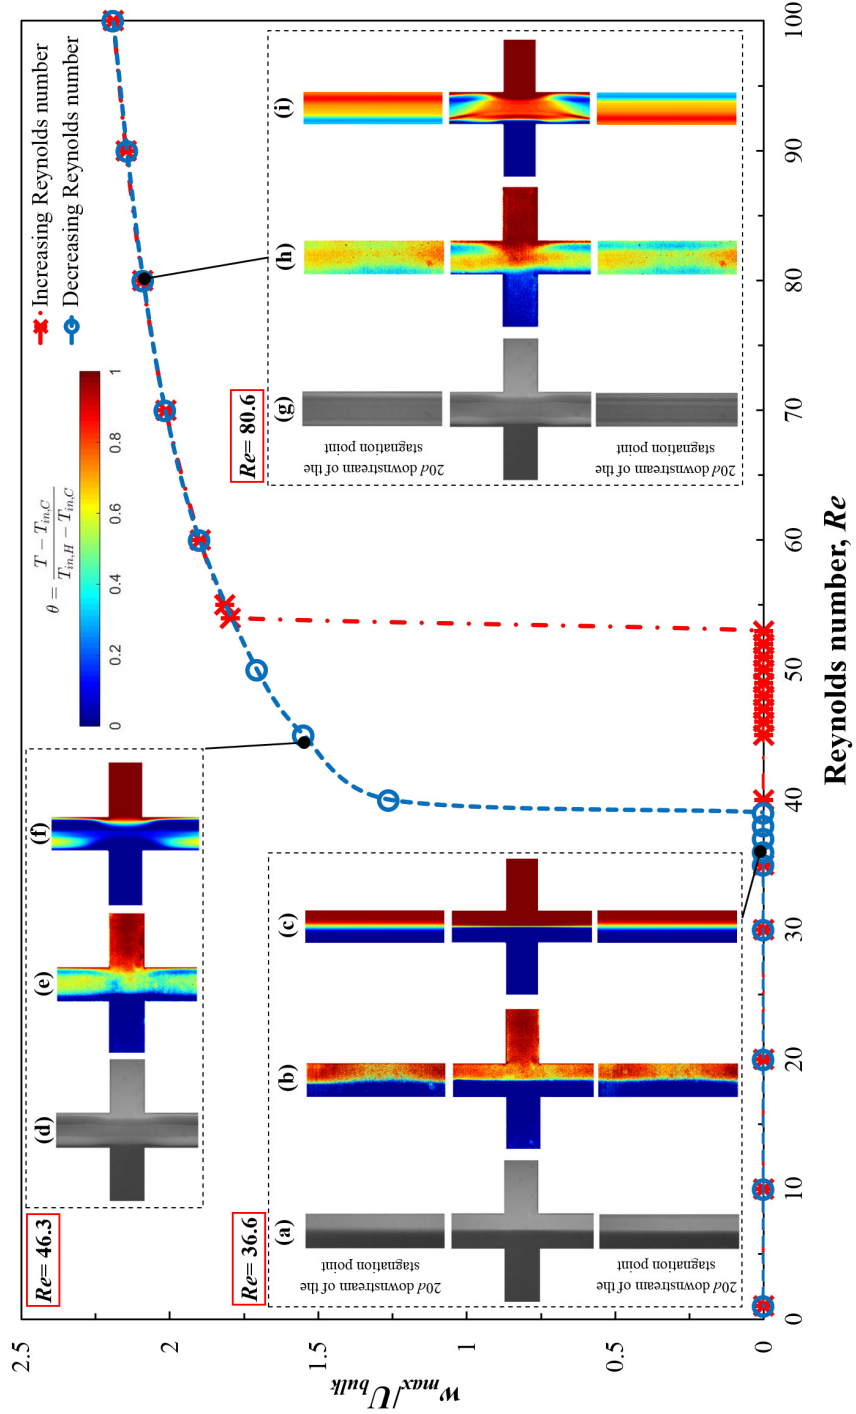 Increasing Reynolds number
Decreasing Reynolds number
θ = (T − T_in,C) / (T_in,H − T_in,C)
0 0.2 0.4 0.6 0.8 1
Re= 46.3
(d) (e) (f)
Re= 36.6
(a) (b) (c)
20d downstream of the
stagnation point
20d downstream of the
stagnation point
Re= 80.6
(g) (h) (i)
20d downstream of the
stagnation point
20d downstream of the
stagnation point
2.5
2
1.5
1
0.5
0
w_max/U_bulk
0 10 20 30 40 50 60 70 80 90 100
Reynolds number, Re